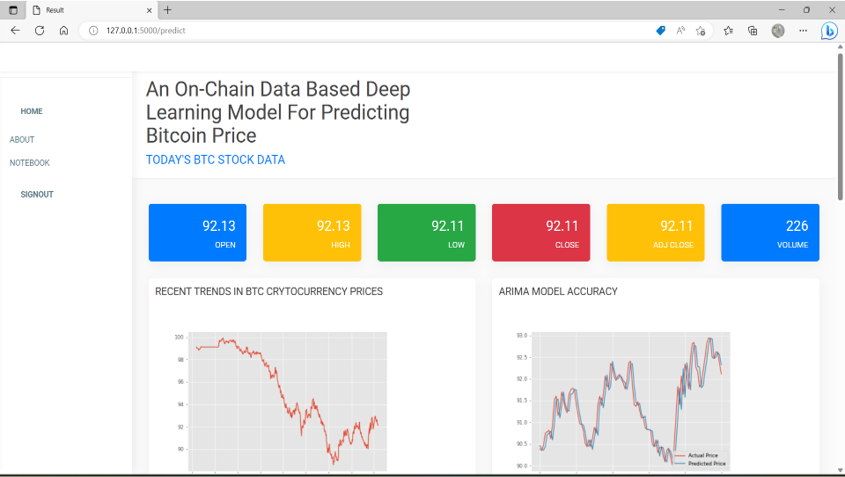 Result
127.0.0.1:5000/predict
HOME
ABOUT
NOTEBOOK
SIGNOUT
An On-Chain Data Based Deep
Learning Model For Predicting
Bitcoin Price
TODAY'S BTC STOCK DATA
92.13
OPEN
92.13
HIGH
92.11
LOW
92.11
CLOSE
92.11
ADJ CLOSE
226
VOLUME
RECENT TRENDS IN BTC CRYTOCURRENCY PRICES
100
98
96
94
92
90
ARIMA MODEL ACCURACY
93.0
92.5
92.0
91.5
91.0
90.5
90.0
Actual Price
Predicted Price